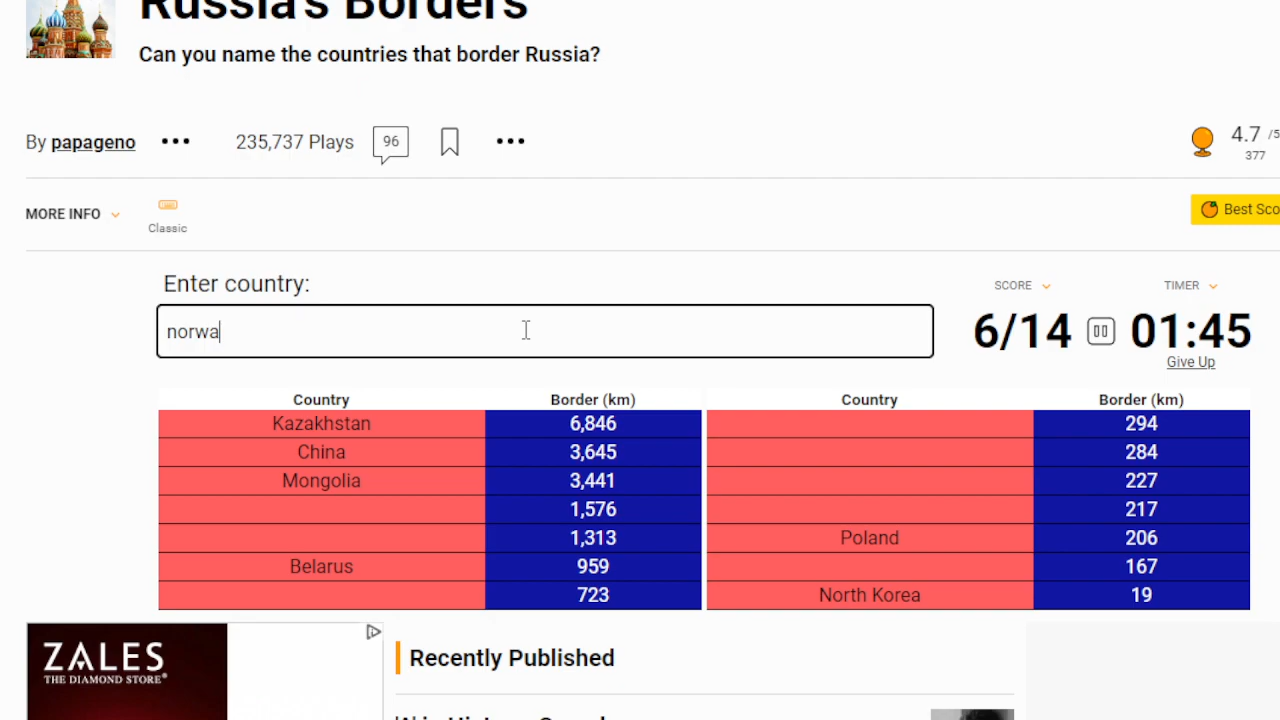 Russia's Borders
Can you name the countries that border Russia?
By papageno ••• 235,737 Plays 96 •••
4.7 /5
377
MORE INFO
Classic
Best Sco
Enter country:
norwa
SCORE
TIMER
6/14
01:45
Give Up
Country Border (km) Country Border (km)
Kazakhstan 6,846 294
China 3,645 284
Mongolia 3,441 227
1,576 217
1,313 Poland 206
Belarus 959 167
723 North Korea 19
ZALES
THE DIAMOND STORE®
Recently Published